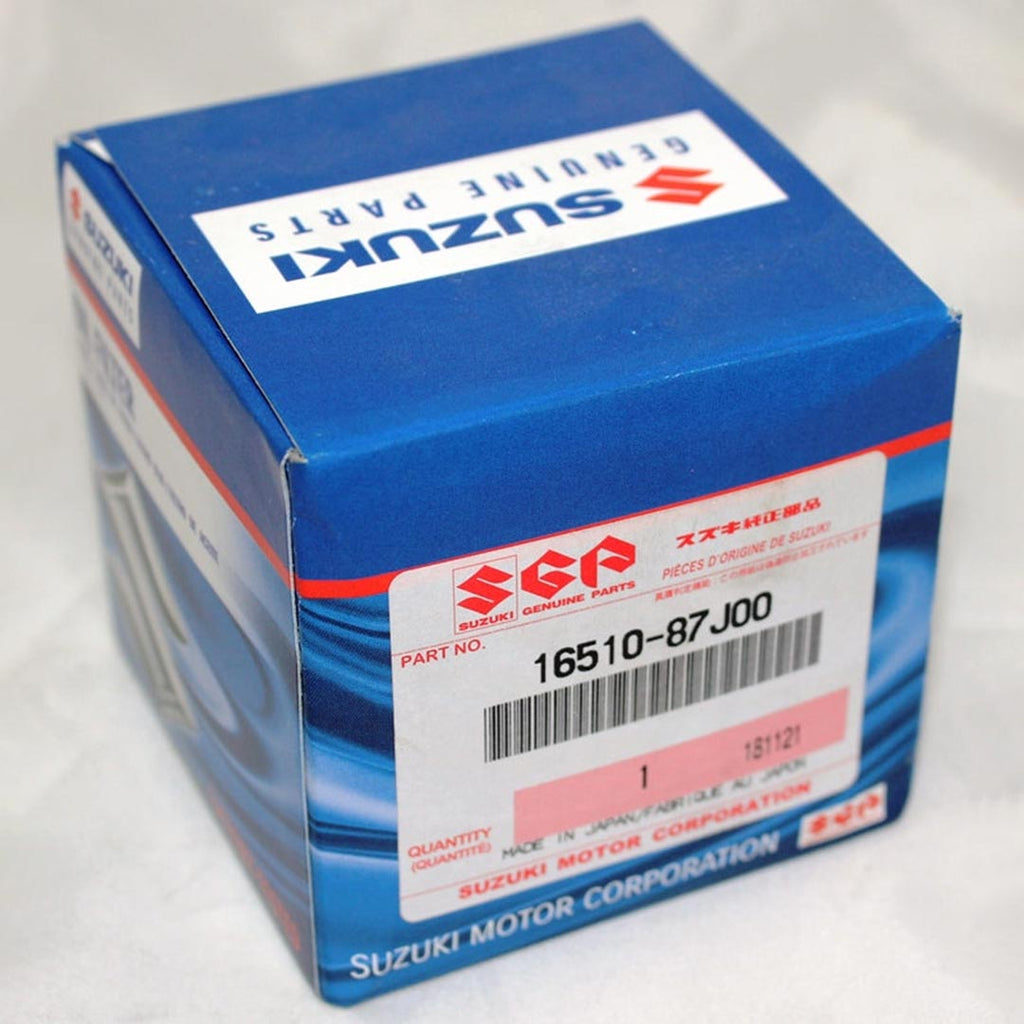 SUZUKI
GENUINE PARTS
SUZUKI
SGP
SUZUKI GENUINE PARTS
スズキ純正部品
PIÈCES D'ORIGINE DE SUZUKI
PART NO.
16510-87J00
1
181121
QUANTITY
(QUANTITÉ)
MADE IN JAPAN/FABRIQUE AU JAPON
SUZUKI MOTOR CORPORATION
SUZUKI MOTOR CORPORATION
SGP